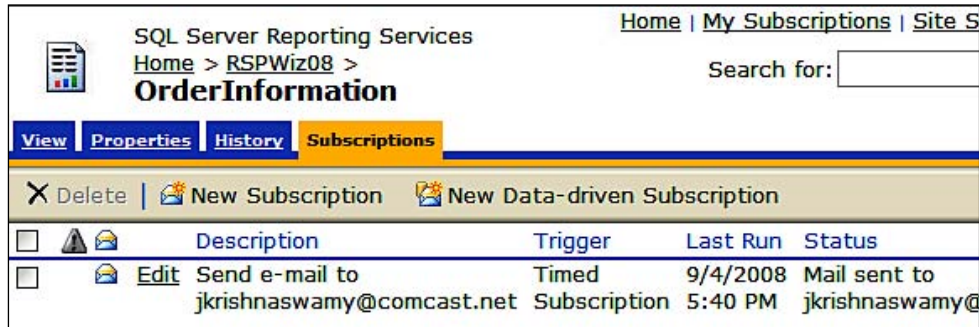 Home | My Subscriptions | Site S
SQL Server Reporting Services
Home > RSPWiz08 >
Search for:
OrderInformation
View Properties History Subscriptions
Delete | New Subscription New Data-driven Subscription
Description Trigger Last Run Status
Edit Send e-mail to Timed 9/4/2008 Mail sent to
jkrishnaswamy@comcast.net Subscription 5:40 PM jkrishnaswamy@